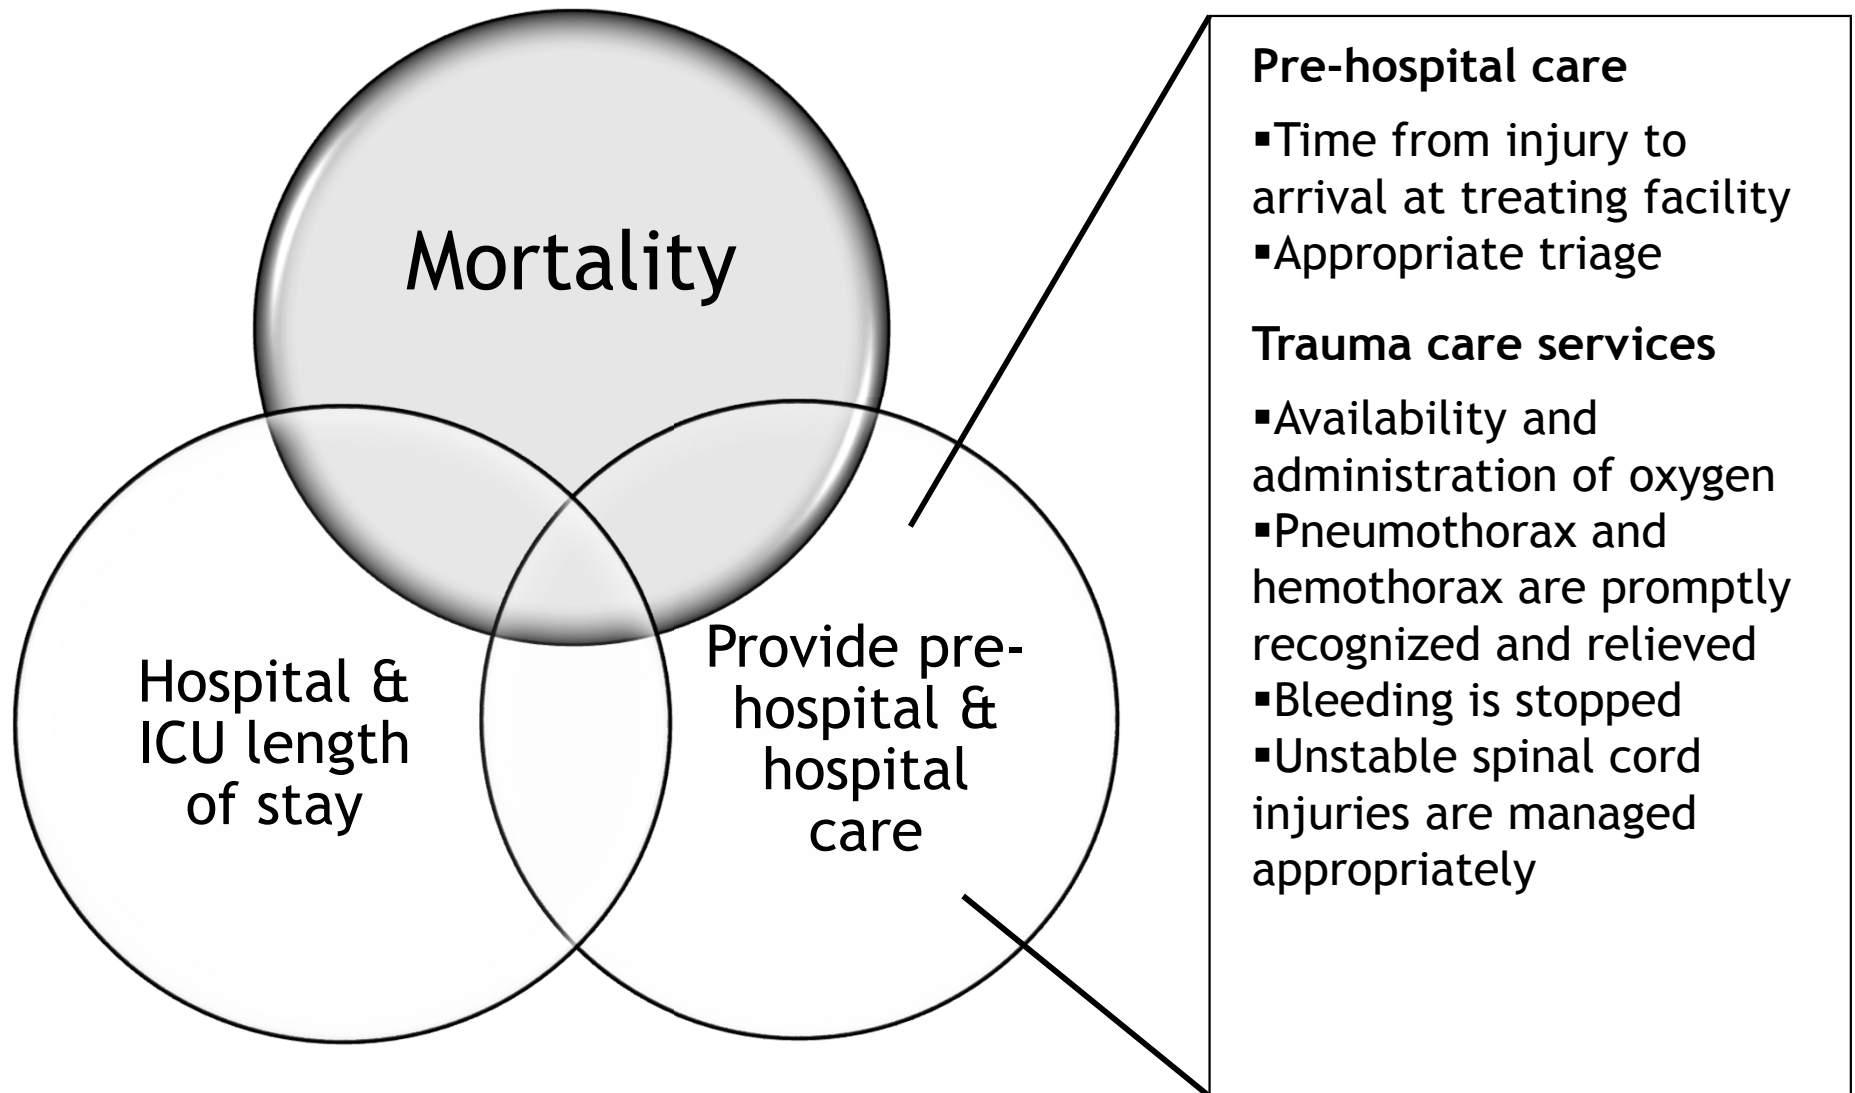 Mortality
Hospital &
ICU length
of stay
Provide pre-
hospital &
hospital
care
Pre-hospital care
▪Time from injury to
arrival at treating facility
▪Appropriate triage
Trauma care services
▪Availability and
administration of oxygen
▪Pneumothorax and
hemothorax are promptly
recognized and relieved
▪Bleeding is stopped
▪Unstable spinal cord
injuries are managed
appropriately